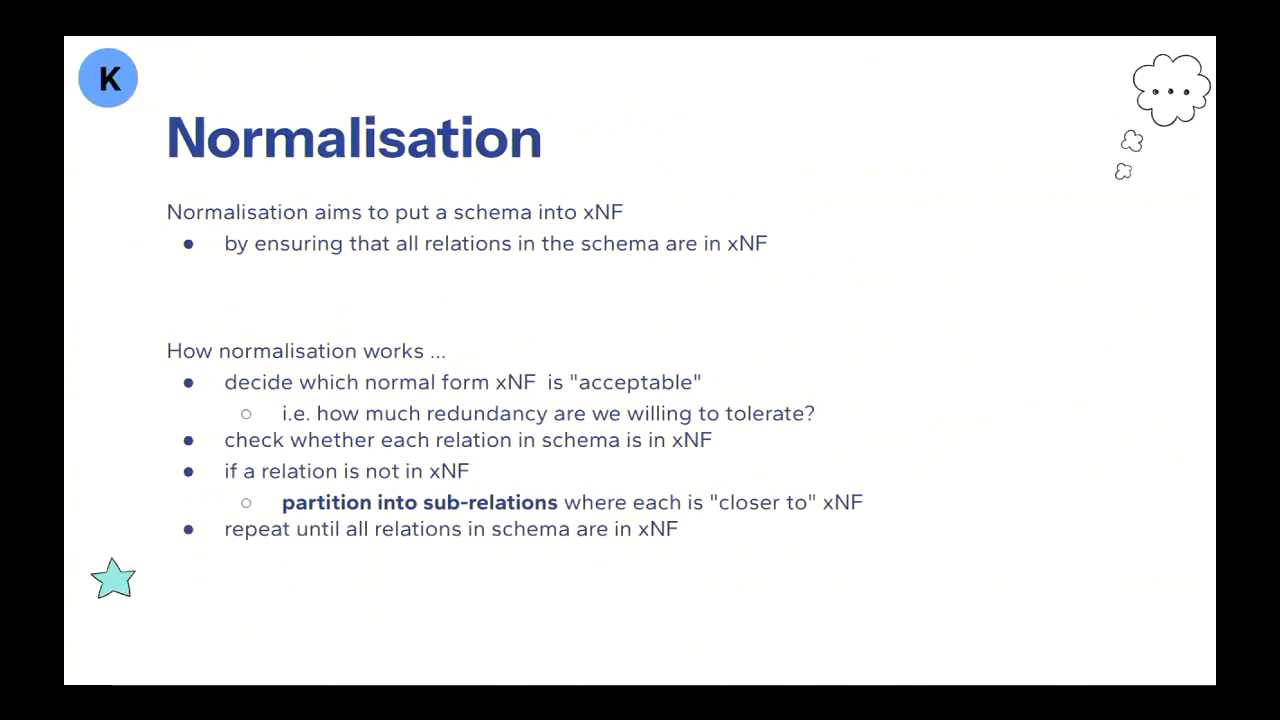 K
Normalisation
Normalisation aims to put a schema into xNF
● by ensuring that all relations in the schema are in xNF
How normalisation works ...
● decide which normal form xNF is "acceptable"
○ i.e. how much redundancy are we willing to tolerate?
● check whether each relation in schema is in xNF
● if a relation is not in xNF
○ partition into sub-relations where each is "closer to" xNF
● repeat until all relations in schema are in xNF